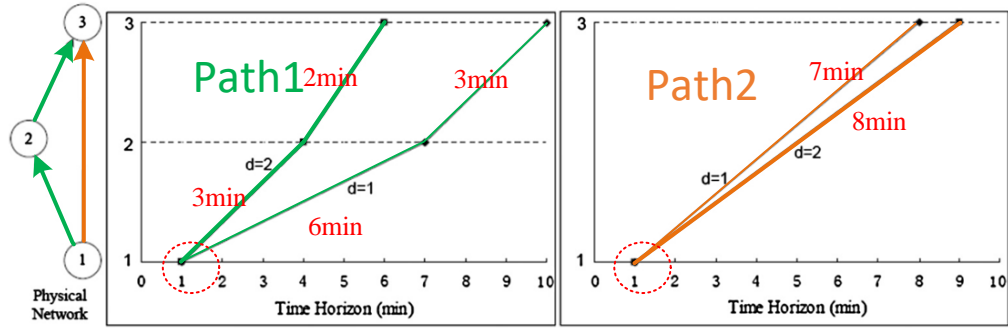 3
2
1
Physical
Network
3
2
1
Path1
2min
3min
d=2
d=1
3min
6min
0 1 2 3 4 5 6 7 8 9 10
Time Horizon (min)
3
1
Path2
7min
8min
d=1
d=2
0 1 2 3 4 5 6 7 8 9 10
Time Horizon (min)